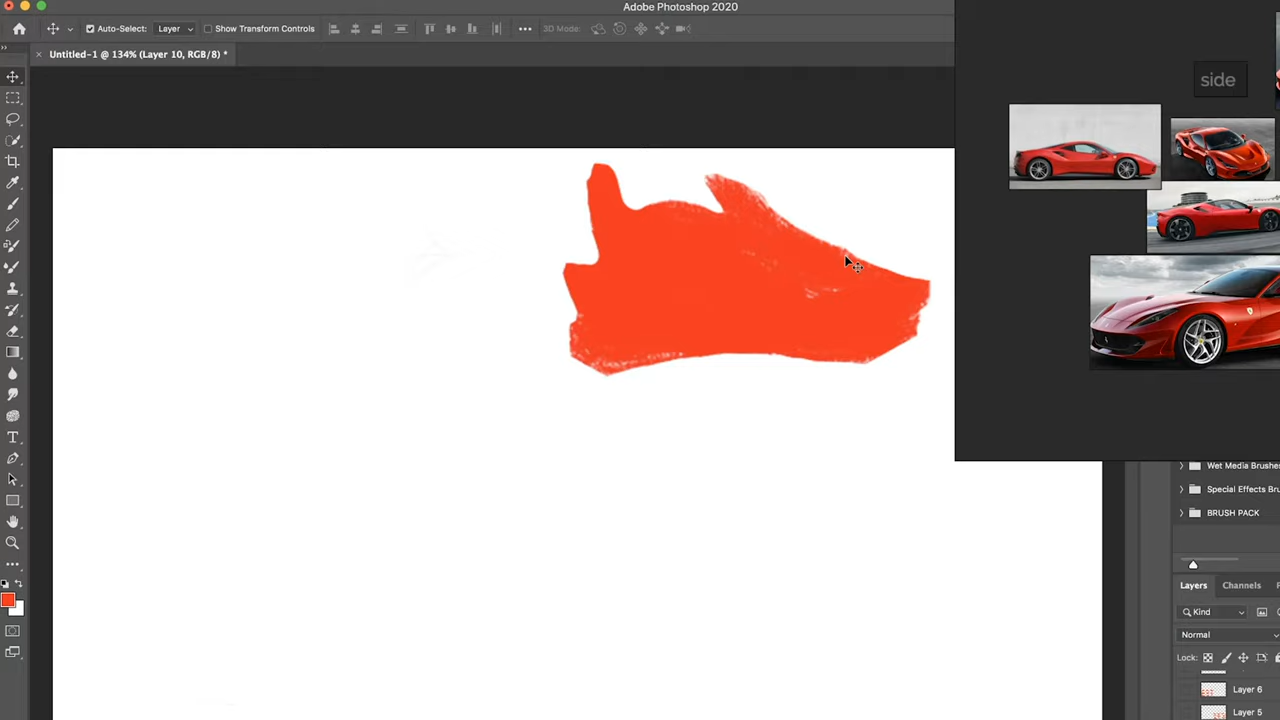 Adobe Photoshop 2020
Auto-Select: Layer Show Transform Controls 3D Mode:
Untitled-1 @ 134% (Layer 10, RGB/8) *
side
Wet Media Brushes
Special Effects Bru
BRUSH PACK
Layers Channels
Kind
Normal
Lock:
Layer 6
Layer 5